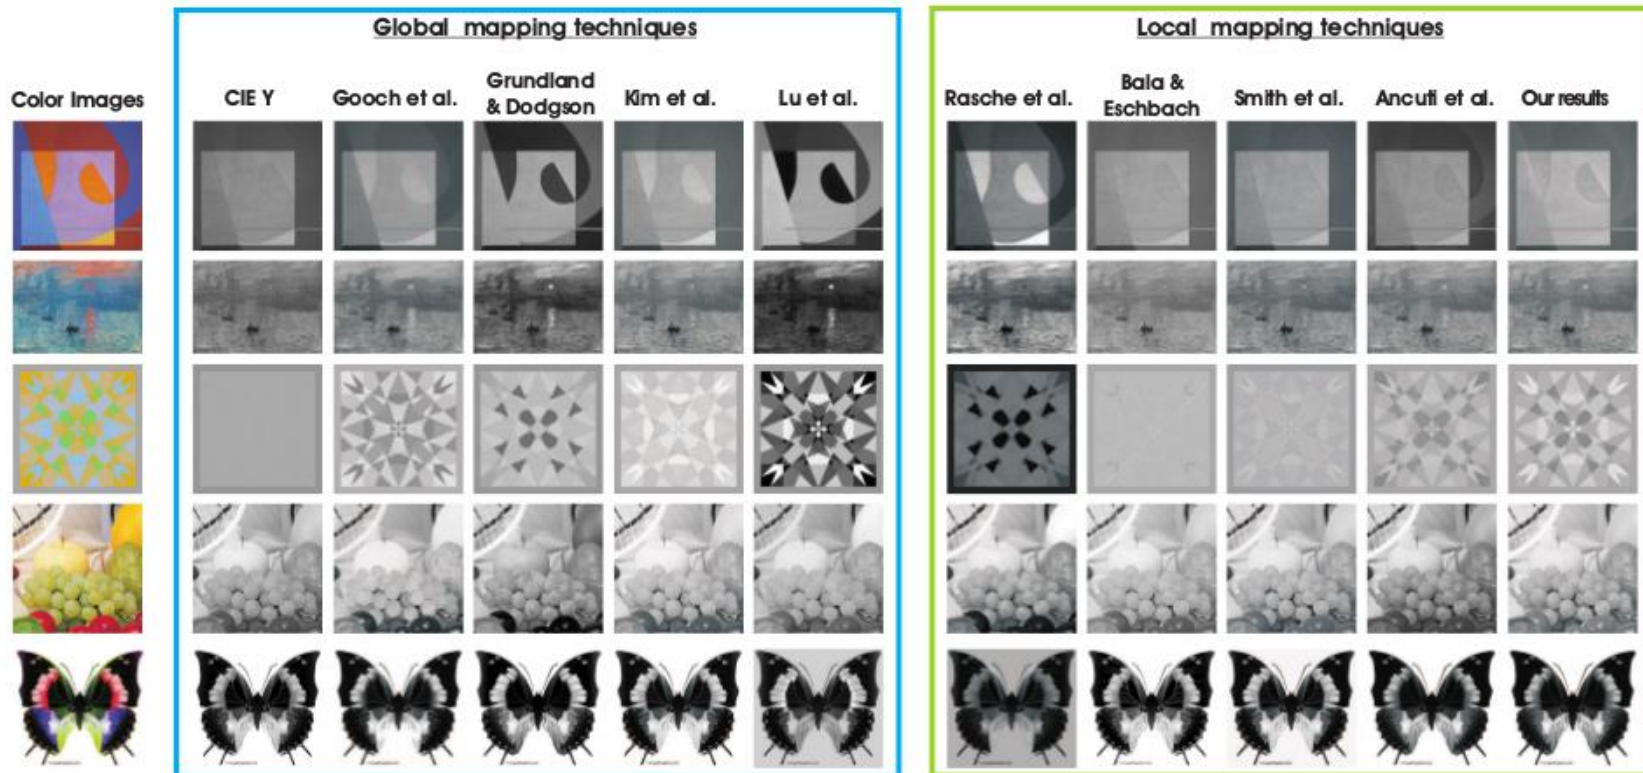 Global mapping techniques
Local mapping techniques
Color Images
CIE Y
Gooch et al.
Grundland
& Dodgson
Kim et al.
Lu et al.
Rasche et al.
Bala &
Eschbach
Smith et al.
Ancuti et al.
Our results